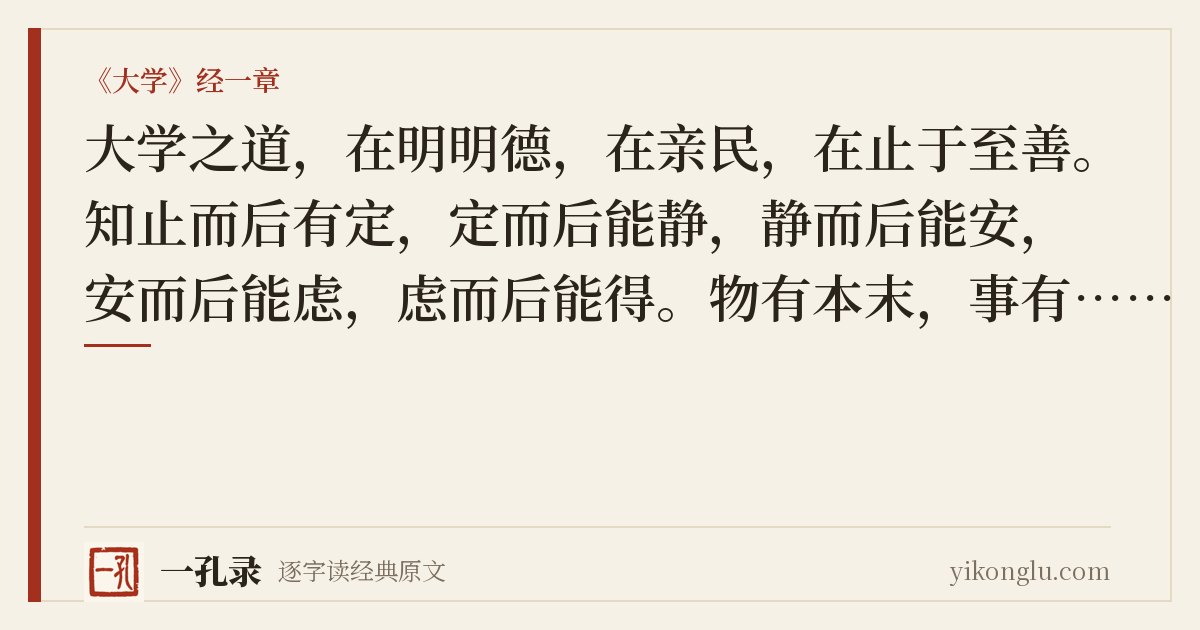 《大学》经一章
大学之道，在明明德，在亲民，在止于至善。
知止而后有定，定而后能静，静而后能安，
安而后能虑，虑而后能得。物有本末，事有……
一孔
一孔录
逐字读经典原文
yikonglu.com